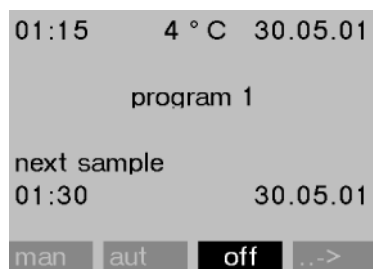 01:15 4 ° C 30.05.01
program 1
next sample
01:30 30.05.01
man aut off ..->